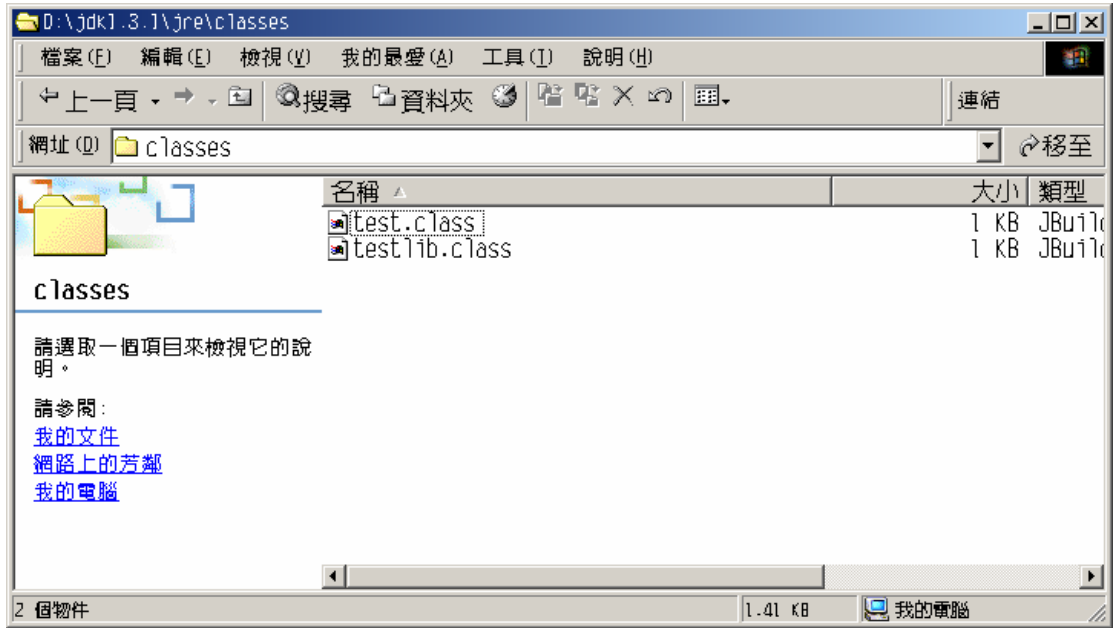 D:\jdk1.3.1\jre\classes
檔案(F) 編輯(E) 檢視(V) 我的最愛(A) 工具(T) 說明(H)
上一頁 搜尋 資料夾 連結
網址(D) classes 移至
名稱 大小 類型
test.class 1 KB JBuild
testlib.class 1 KB JBuild
classes
請選取一個項目來檢視它的說
明。
請參閱:
我的文件
網路上的芳鄰
我的電腦
2 個物件 1.41 KB 我的電腦